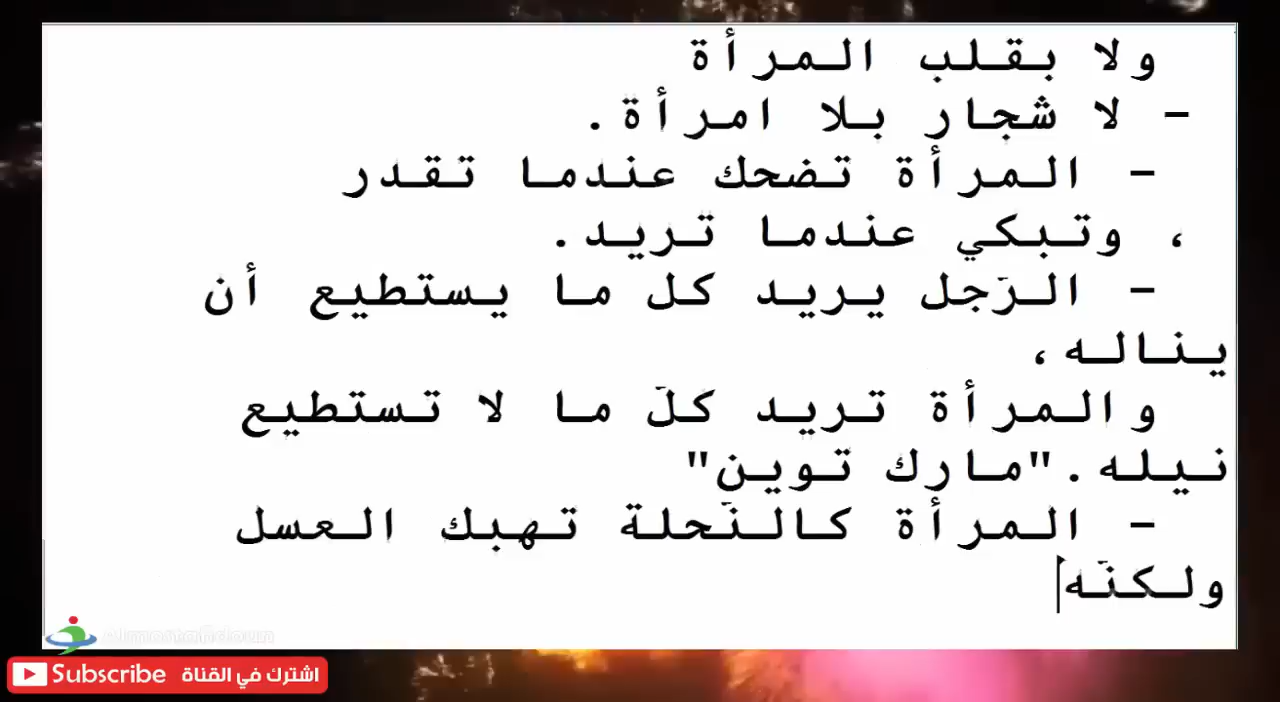 ولا بقلب المرأة
- لا شجار بلا امرأة.
- المرأة تضحك عندما تقدر
، وتبكي عندما تريد.
- الرّجل يريد كل ما يستطيع أن
يناله،
والمرأة تريد كلّ ما لا تستطيع
نيله."مارك توين"
- المرأة كالنّحلة تهبك العسل
ولكنّه
Almostafidoun
Subscribe اشترك في القناة